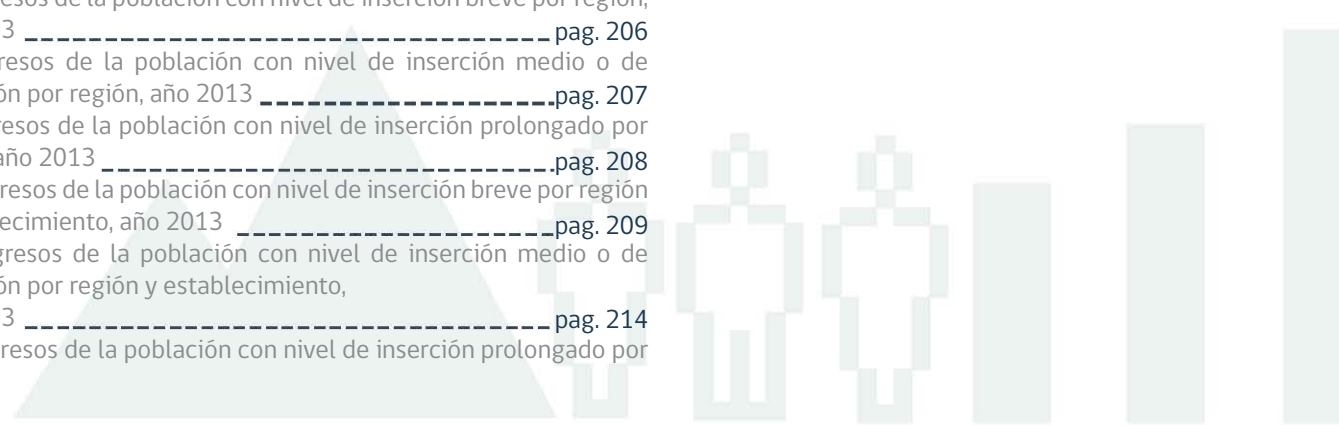 esos de la población con nivel de inserción breve por región,
3 pag. 206
resos de la población con nivel de inserción medio o de
ón por región, año 2013 pag. 207
resos de la población con nivel de inserción prolongado por
año 2013 pag. 208
resos de la población con nivel de inserción breve por región
ecimiento, año 2013 pag. 209
gresos de la población con nivel de inserción medio o de
ón por región y establecimiento,
3 pag. 214
resos de la población con nivel de inserción prolongado por